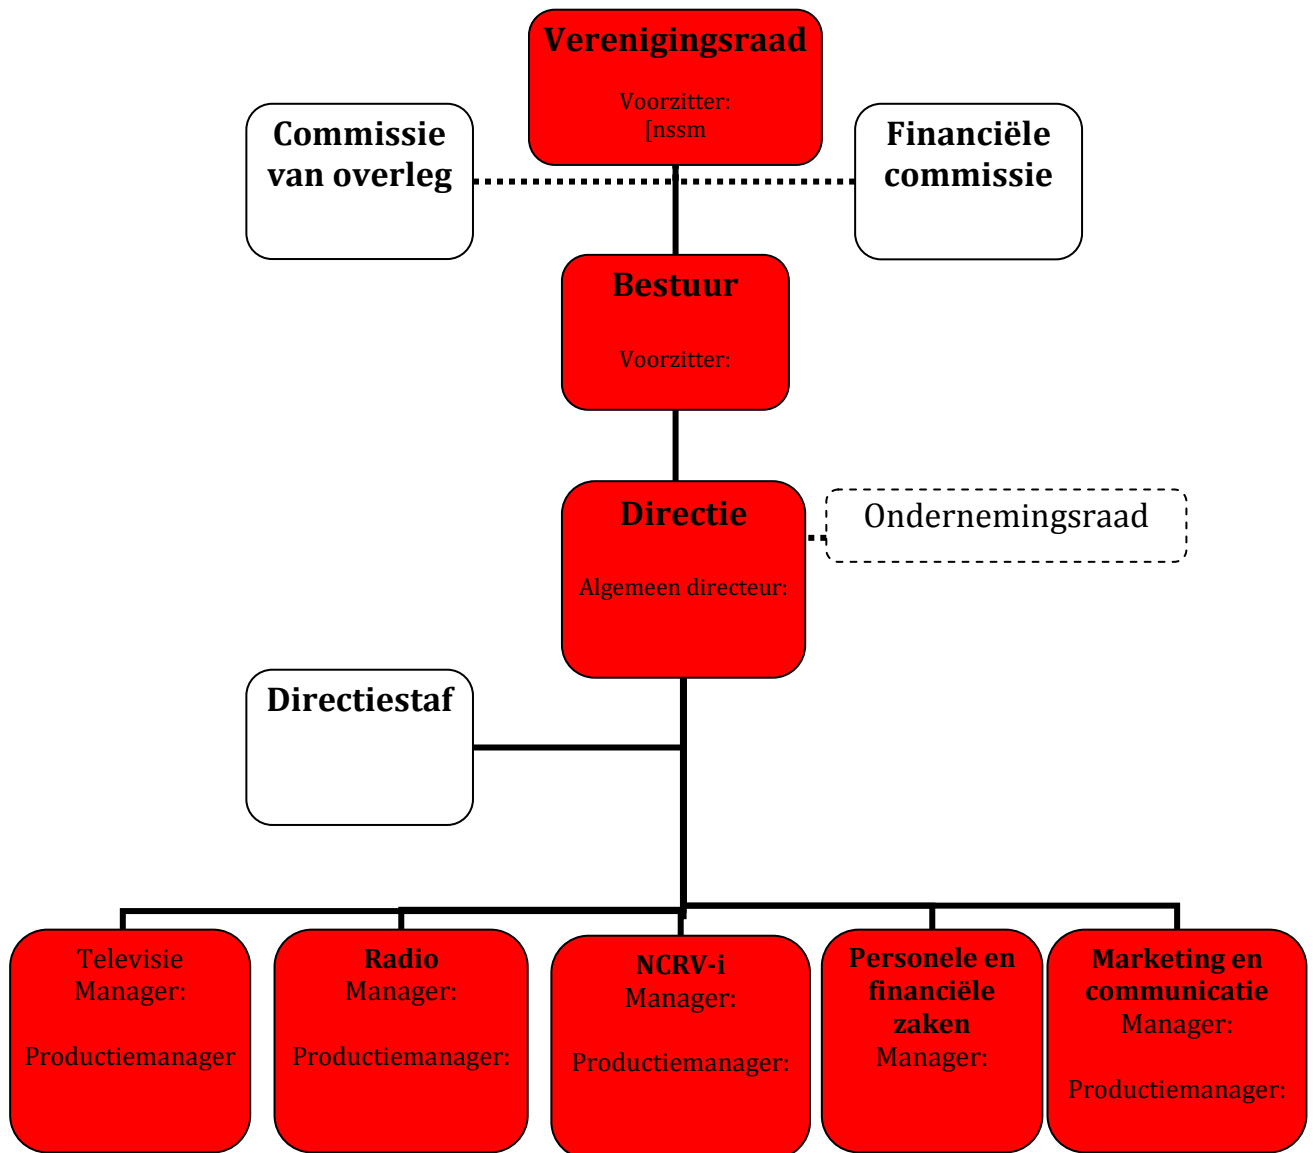 Verenigingsraad
Voorzitter:
[nssm
Commissie
van overleg
Financiële
commissie
Bestuur
Voorzitter:
Directie
Algemeen directeur:
Ondernemingsraad
Directiestaf
Televisie
Manager:
Productiemanager
Radio
Manager:
Productiemanager:
NCRV-i
Manager:
Productiemanager:
Personele en
financiële
zaken
Manager:
Marketing en
communicatie
Manager:
Productiemanager: